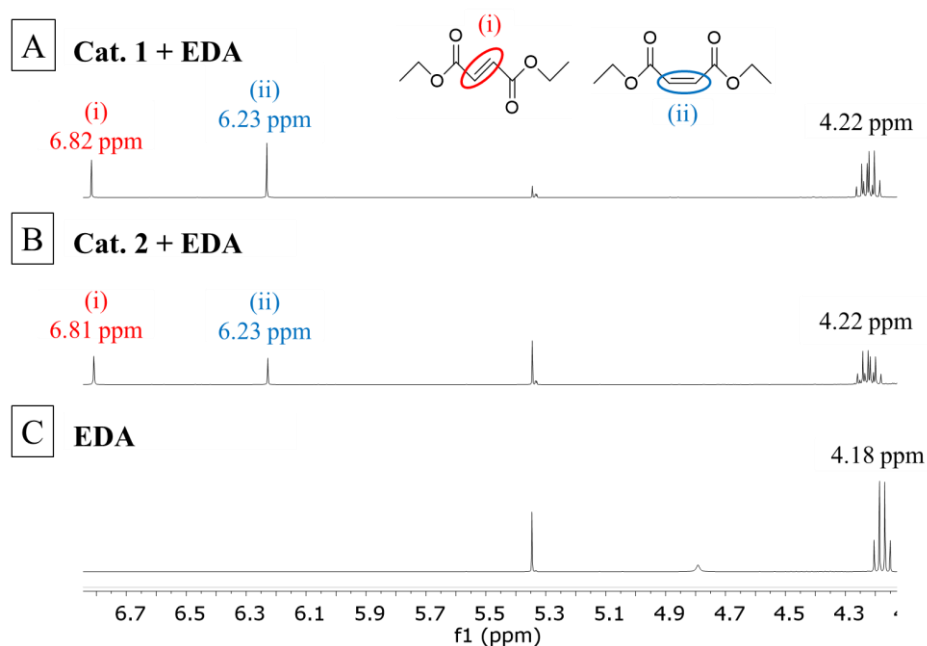 A Cat. 1 + EDA
(i)
O
O
O
O
O
O
O
O
(i)
(ii)
(ii)
6.82 ppm
6.23 ppm
4.22 ppm
B Cat. 2 + EDA
(i)
(ii)
6.81 ppm
6.23 ppm
4.22 ppm
C EDA
4.18 ppm
6.7 6.5 6.3 6.1 5.9 5.7 5.5 5.3 5.1 4.9 4.7 4.5 4.3
f1 (ppm)